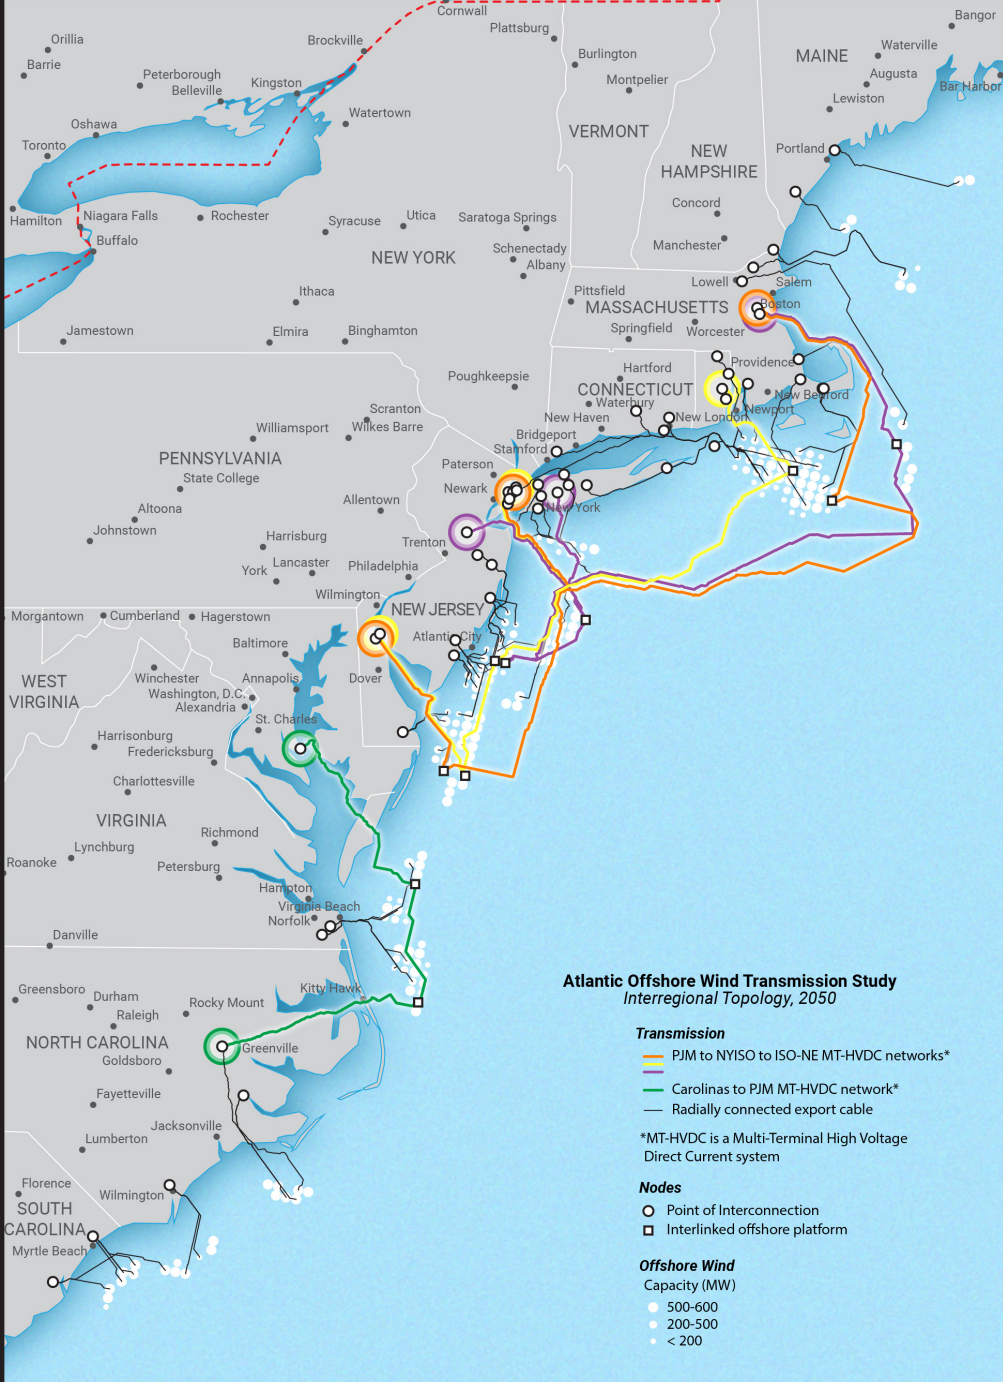 Cornwall
Bangor
Plattsburg
Orillia
Brockville
Waterville
MAINE
Burlington
Barrie
Peterborough
Augusta
Montpelier
Kingston
Belleville
Bar Harbor
Lewiston
Watertown
Oshawa
VERMONT
Toronto
Portland
NEW
HAMPSHIRE
Concord
Hamilton
Niagara Falls
Rochester
Syracuse
Utica
Saratoga Springs
Buffalo
Manchester
Schenectady
NEW YORK
Albany
Lowell
Salem
Ithaca
Pittsfield
MASSACHUSETTS
Boston
Jamestown
Elmira
Binghamton
Springfield
Worcester
Providence
Hartford
Poughkeepsie
CONNECTICUT
New Bedford
Waterbury
Scranton
Newport
New Haven
New London
Williamsport
Wilkes Barre
Bridgeport
Stamford
PENNSYLVANIA
Paterson
State College
Newark
Allentown
New York
Altoona
Johnstown
Harrisburg
Trenton
Lancaster
Philadelphia
York
Wilmington
Morgantown
Cumberland
Hagerstown
NEW JERSEY
Baltimore
Atlantic City
WEST
VIRGINIA
Winchester
Annapolis
Dover
Washington, D.C.
Alexandria
St. Charles
Harrisonburg
Fredericksburg
Charlottesville
VIRGINIA
Richmond
Lynchburg
Roanoke
Petersburg
Hampton
Virginia Beach
Norfolk
Danville
Greensboro
Kitty Hawk
Durham
Rocky Mount
Raleigh
NORTH CAROLINA
Greenville
Goldsboro
Fayetteville
Jacksonville
Lumberton
Florence
Wilmington
SOUTH
CAROLINA
Myrtle Beach
Atlantic Offshore Wind Transmission Study
Interregional Topology, 2050
Transmission
PJM to NYISO to ISO-NE MT-HVDC networks*
Carolinas to PJM MT-HVDC network*
Radially connected export cable
*MT-HVDC is a Multi-Terminal High Voltage
Direct Current system
Nodes
Point of Interconnection
Interlinked offshore platform
Offshore Wind
Capacity (MW)
500-600
200-500
< 200